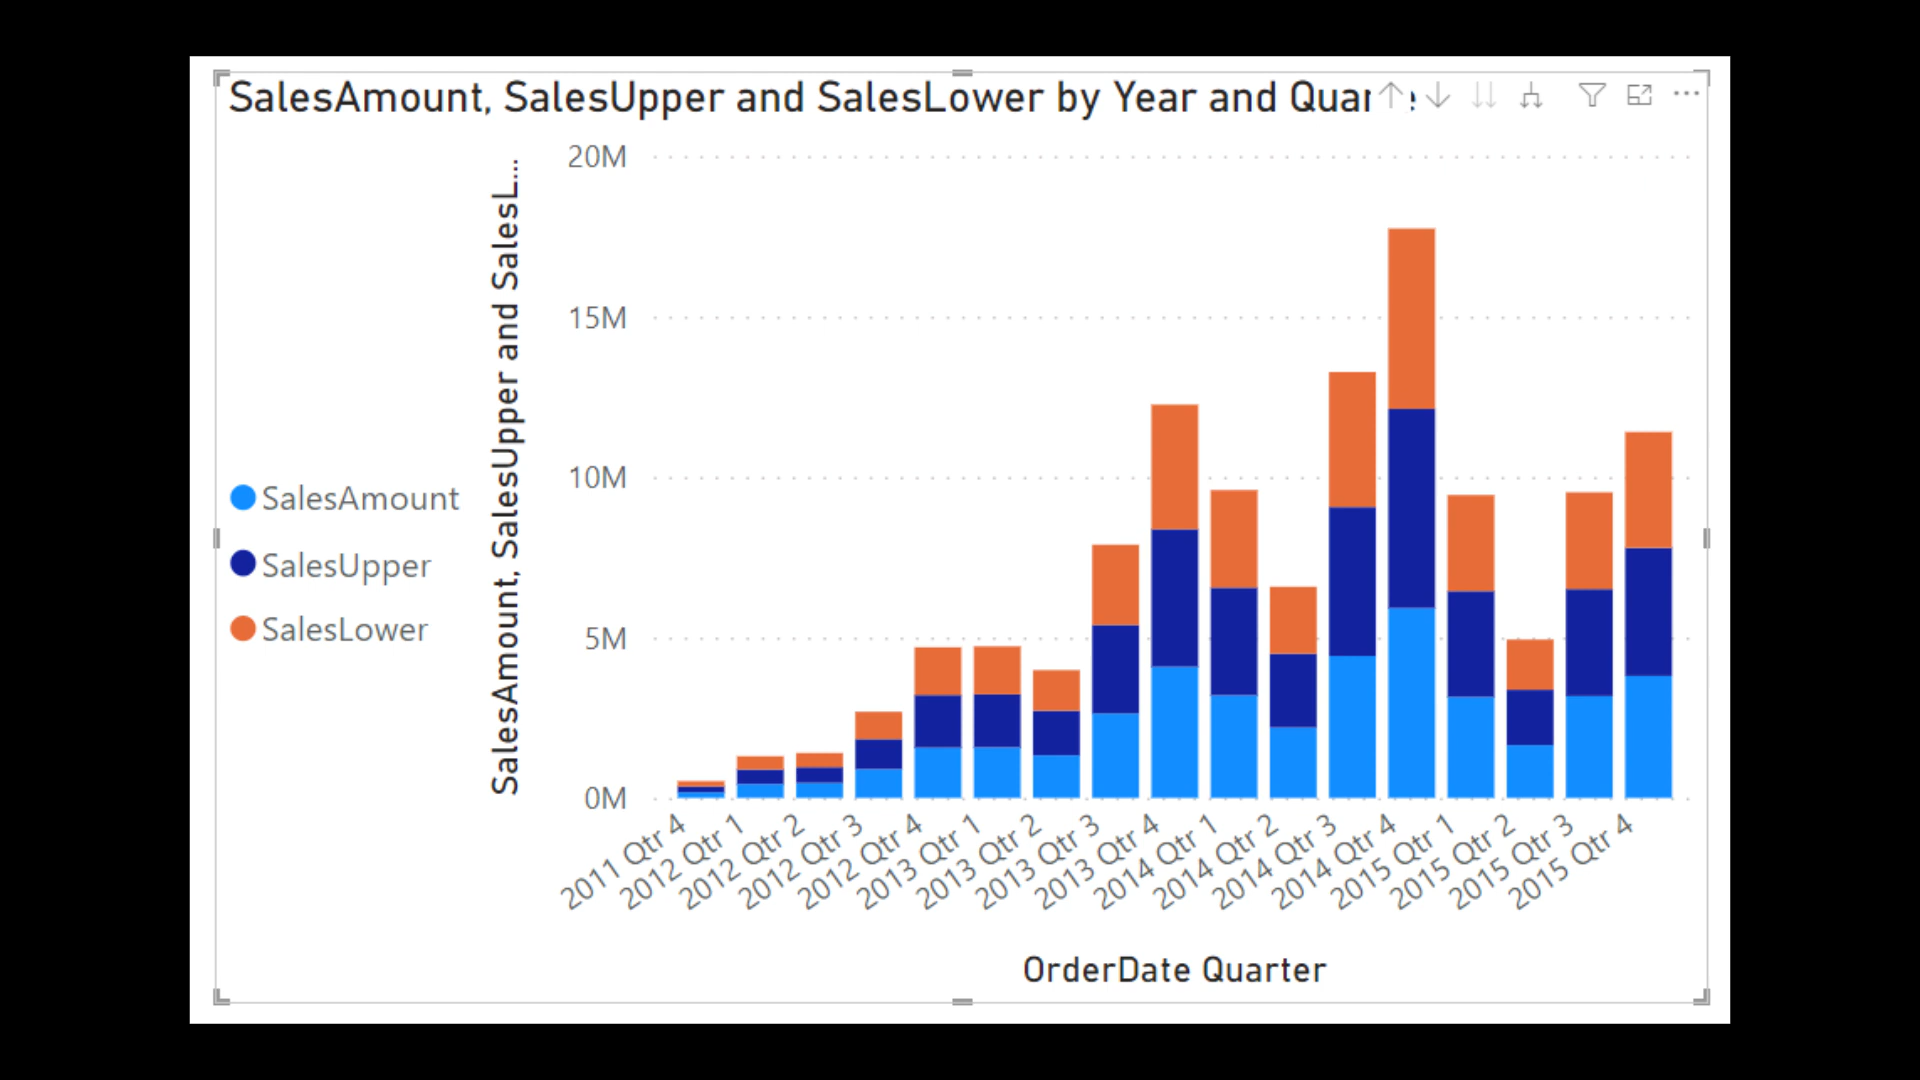 SalesAmount, SalesUpper and SalesLower by Year and Quar
SalesAmount, SalesUpper and SalesL...
20M
15M
10M
5M
0M
SalesAmount
SalesUpper
SalesLower
2011 Qtr 4
2012 Qtr 1
2012 Qtr 2
2012 Qtr 3
2012 Qtr 4
2013 Qtr 1
2013 Qtr 2
2013 Qtr 3
2013 Qtr 4
2014 Qtr 1
2014 Qtr 2
2014 Qtr 3
2014 Qtr 4
2015 Qtr 1
2015 Qtr 2
2015 Qtr 3
2015 Qtr 4
OrderDate Quarter